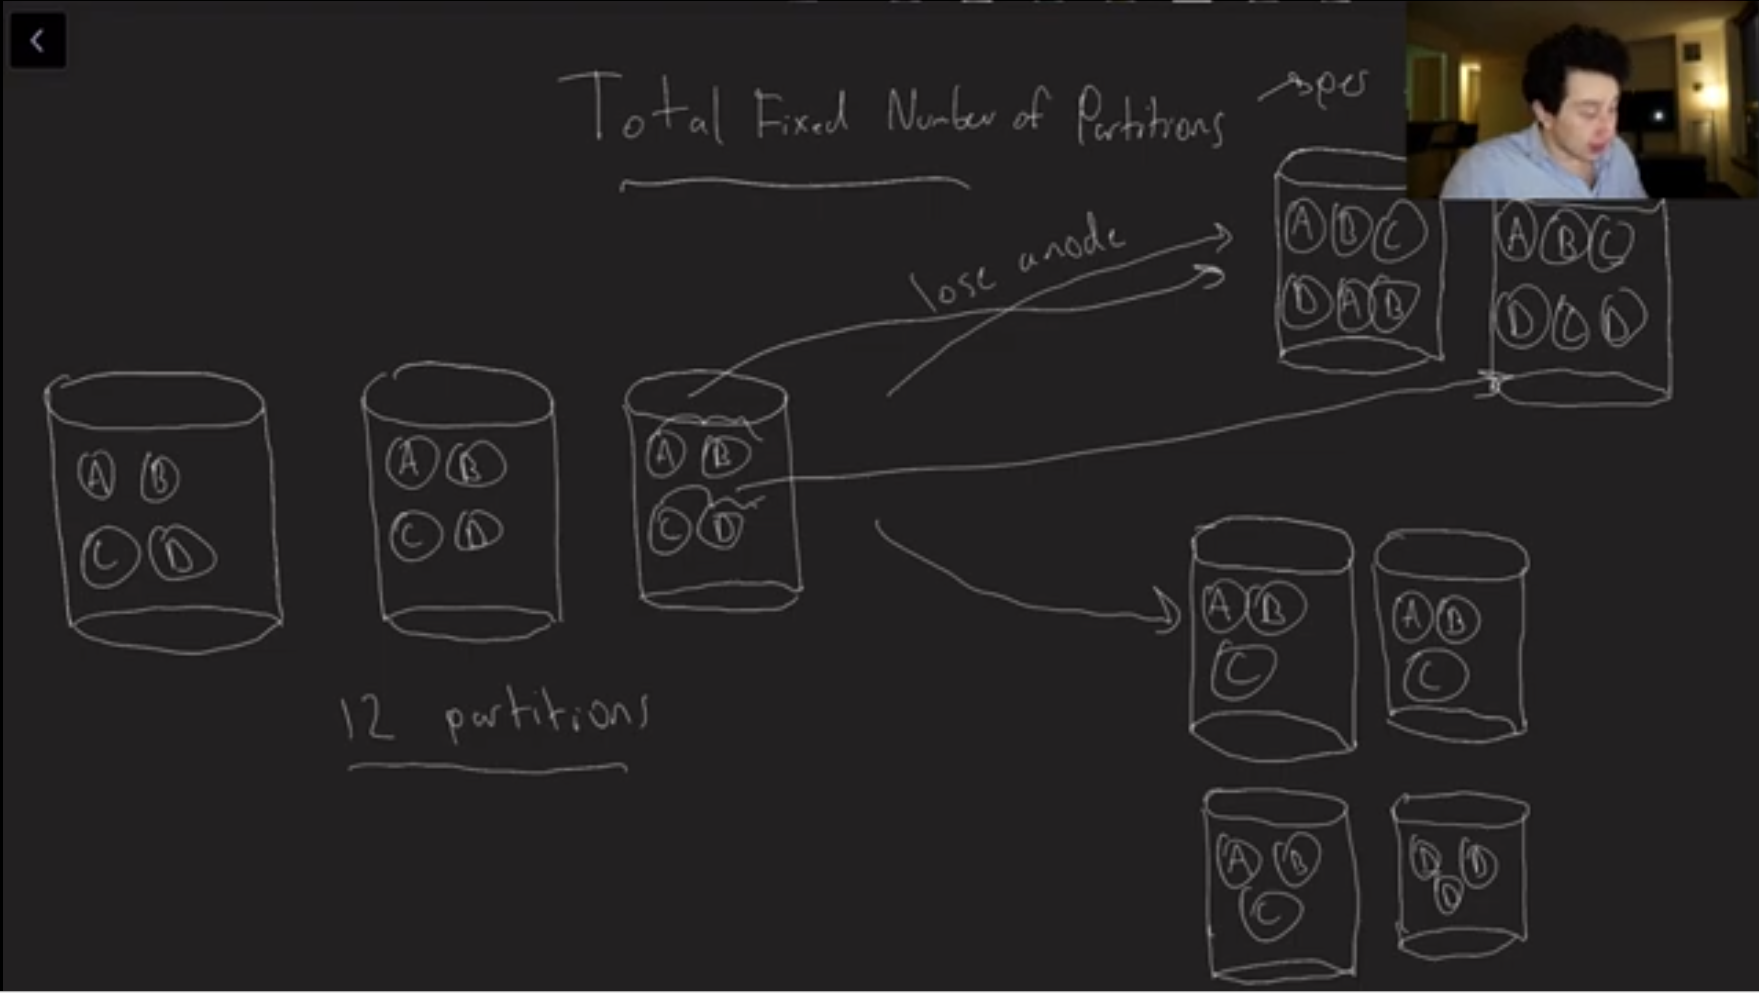 Total Fixed Number of Partitions → per
lose a node
A B C
D A B
A B C
D C D
A B
C D
A B
C D
A B
C D
12 partitions
A B
C
A B
C
A B
C
D D
D